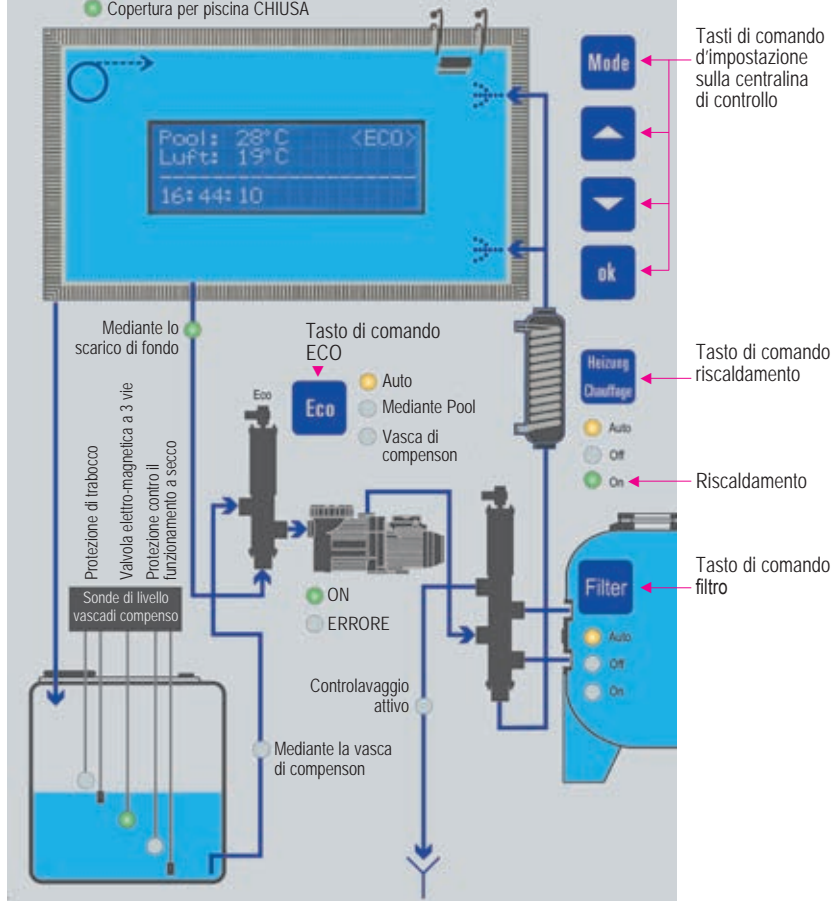 Copertura per piscina CHIUSA
Tasti di comando
d'impostazione
sulla centralina
di controllo
Mode
Pool: 28°C <ECO>
Luft: 19°C
16:44:10
ok
Mediante lo
scarico di fondo
Tasto di comando
ECO
Eco
Eco
Auto
Mediante Pool
Vasca di
compenson
Heizung
Chauffage
Tasto di comando
riscaldamento
Auto
Off
On
Riscaldamento
Protezione di trabocco
Valvola elettro-magnetica a 3 vie
Protezione contro il
funzionamento a secco
Sonde di livello
vascadi compenso
ON
ERRORE
Filter
Tasto di comando
filtro
Auto
Off
On
Controlavaggio
attivo
Mediante la vasca
di compenson